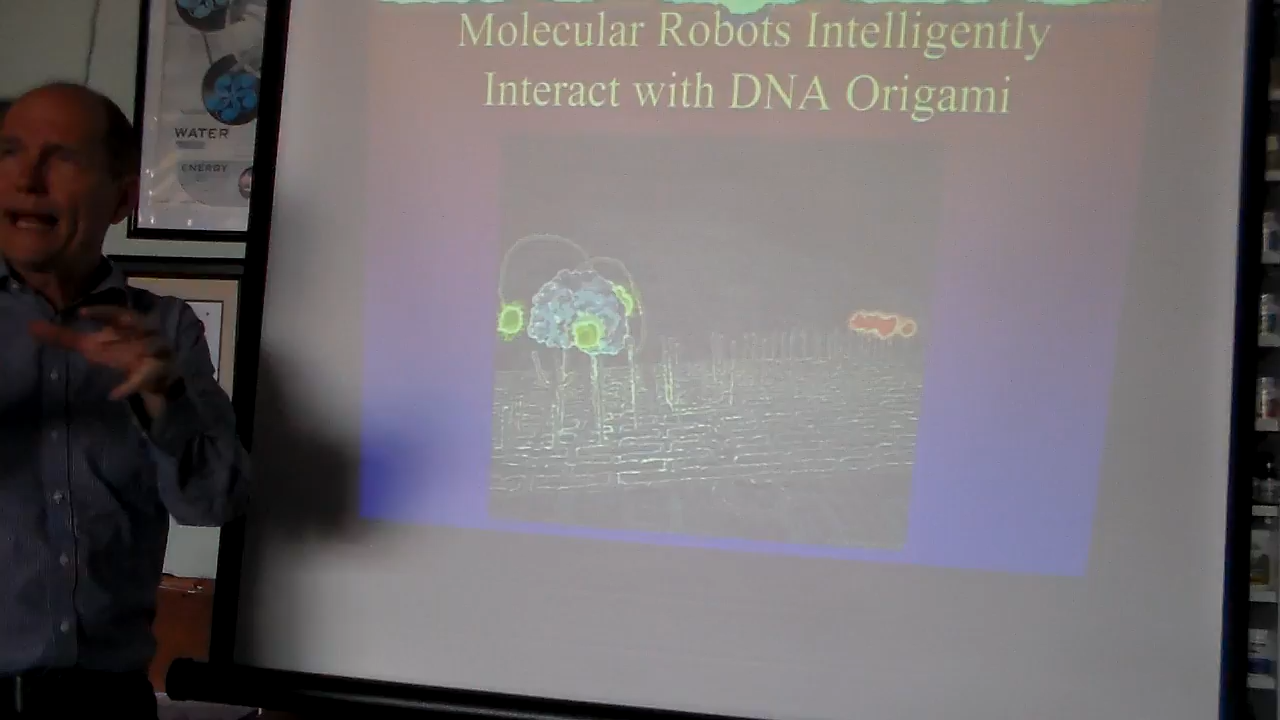 Molecular Robots Intelligently
Interact with DNA Origami
WATER
ENERGY